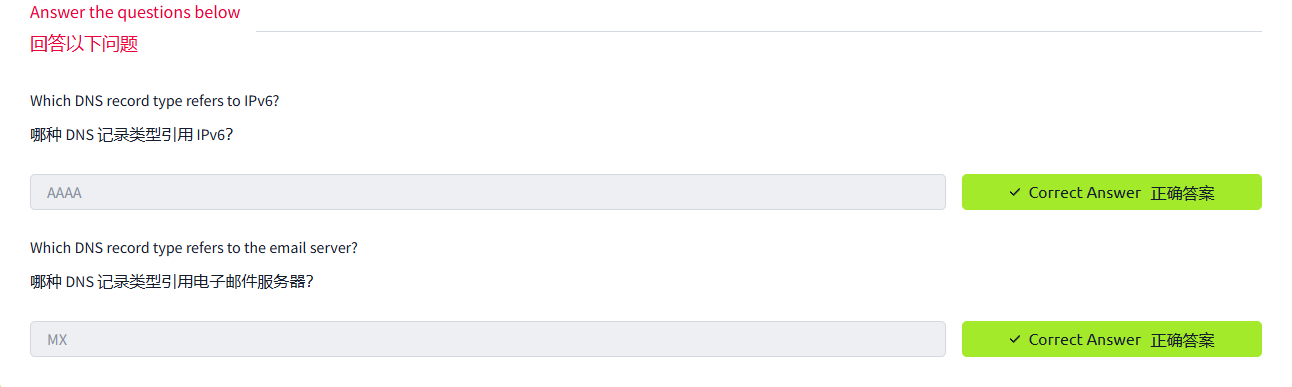 Answer the questions below
回答以下问题
Which DNS record type refers to IPv6?
哪种 DNS 记录类型引用 IPv6？
AAAA
Correct Answer 正确答案
Which DNS record type refers to the email server?
哪种 DNS 记录类型引用电子邮件服务器？
MX
Correct Answer 正确答案